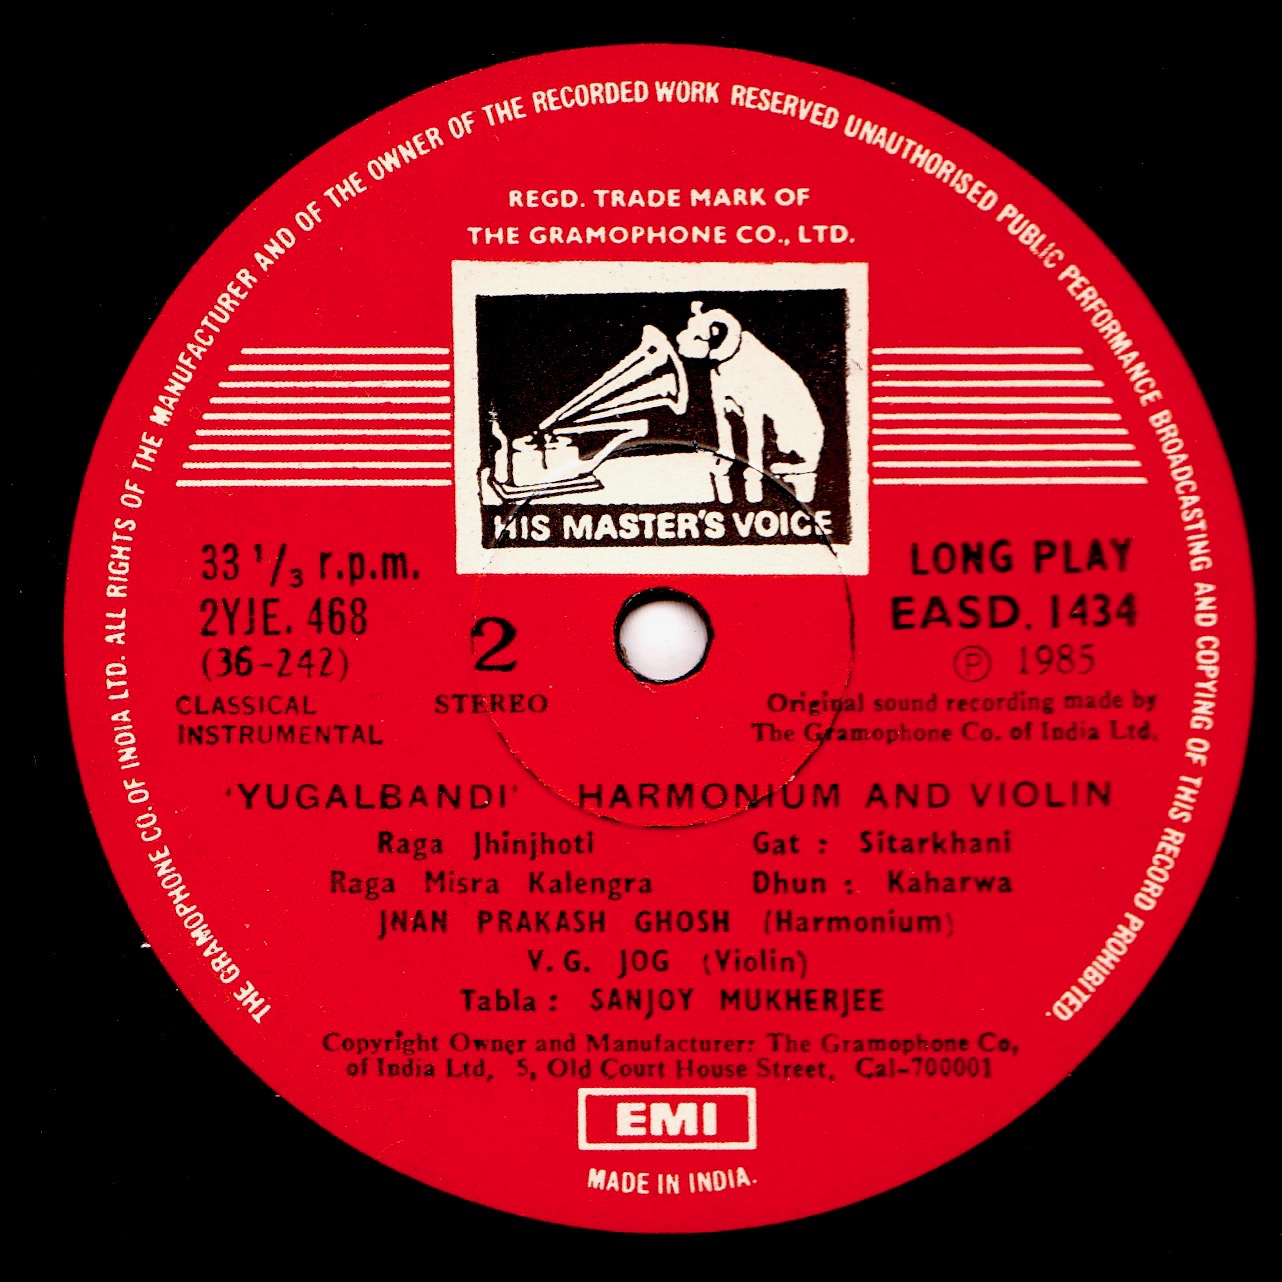 THE GRAMOPHONE CO. OF INDIA LTD. ALL RIGHTS OF THE MANUFACTURER AND OF THE OWNER OF THE RECORDED WORK RESERVED UNAUTHORISED PUBLIC PERFORMANCE BROADCASTING AND COPYING OF THIS RECORD PROHIBITED.
REGD. TRADE MARK OF
THE GRAMOPHONE CO., LTD.
HIS MASTER'S VOICE
33 1/3 r.p.m.
2YJE. 468
(36-242)
CLASSICAL
INSTRUMENTAL
2
STEREO
LONG PLAY
EASD. 1434
Ⓟ 1985
Original sound recording made by
The Gramophone Co. of India Ltd.
'YUGALBANDI' HARMONIUM AND VIOLIN
Raga Jhinjhoti Gat : Sitarkhani
Raga Misra Kalengra Dhun : Kaharwa
JNAN PRAKASH GHOSH (Harmonium)
V. G. JOG (Violin)
Tabla : SANJOY MUKHERJEE
Copyright Owner and Manufacturer: The Gramophone Co,
of India Ltd, 5, Old Court House Street, Cal-700001
EMI
MADE IN INDIA.